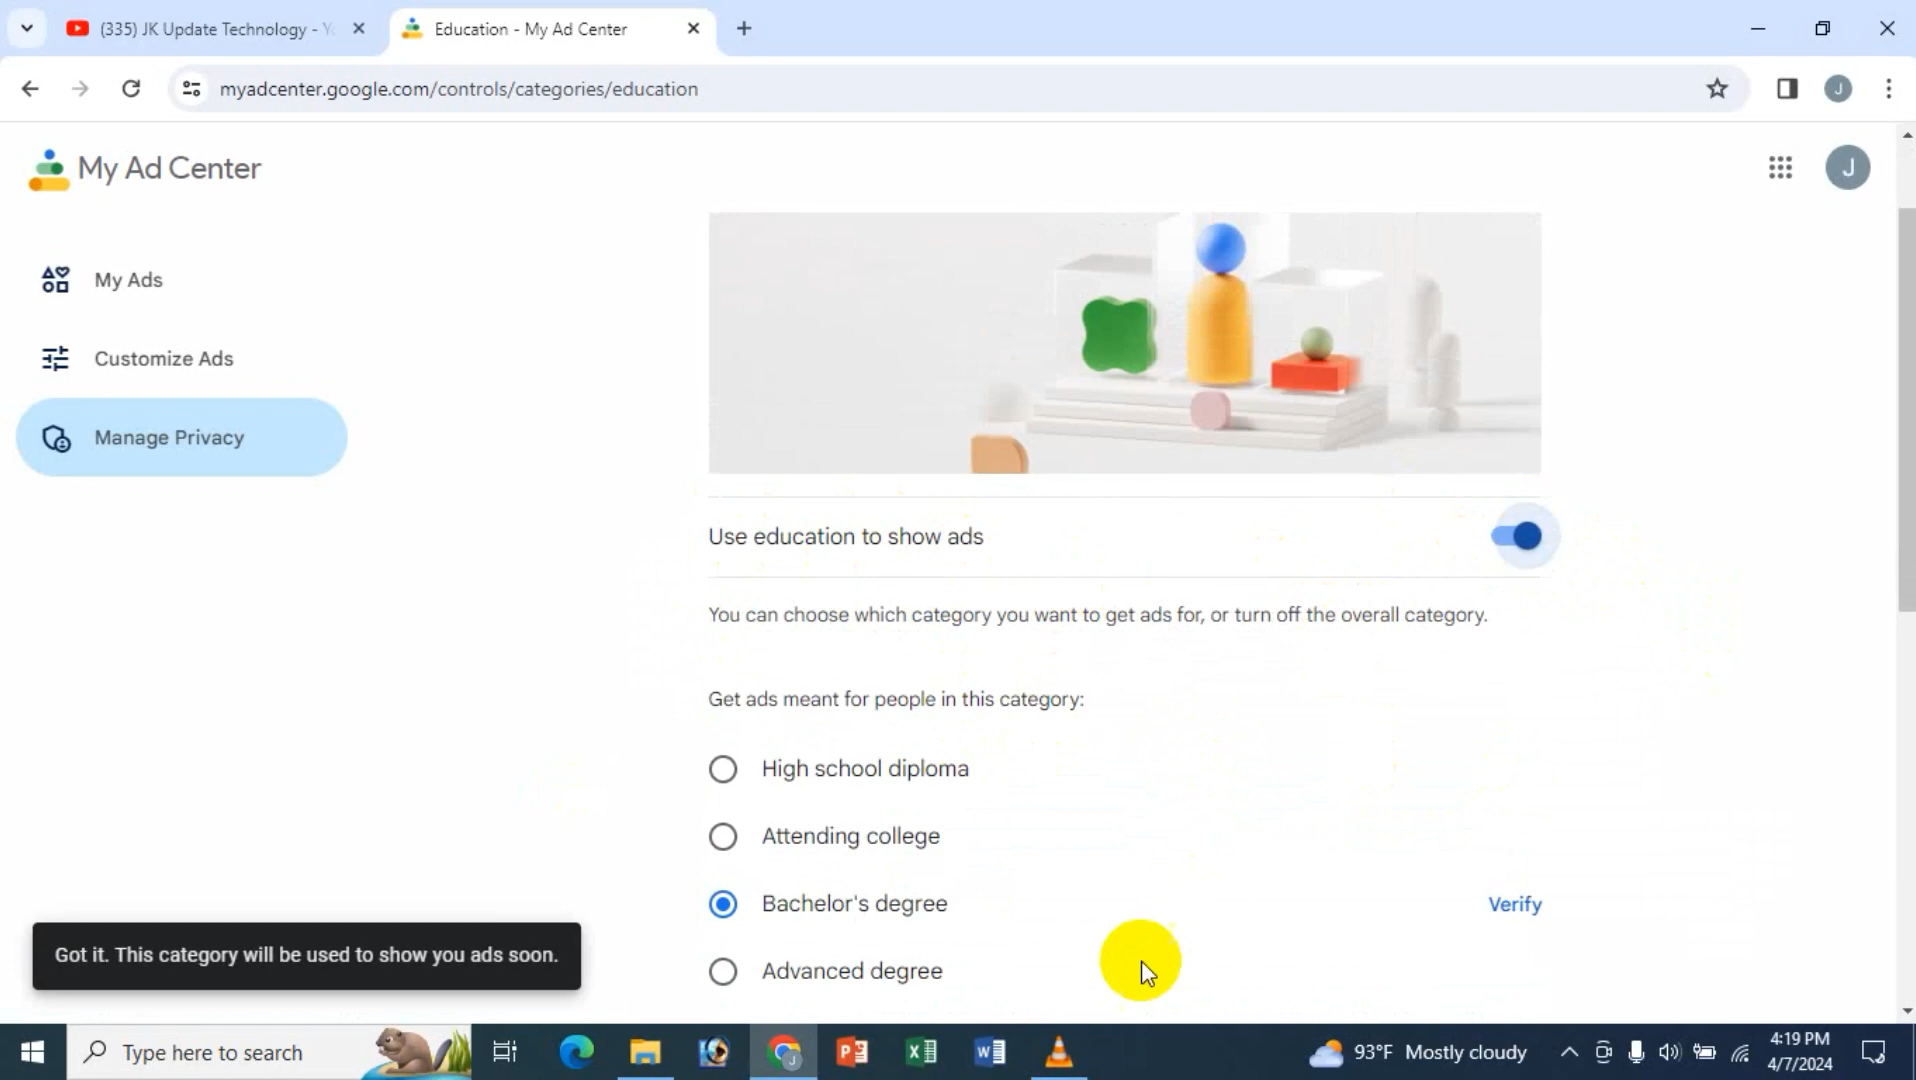 (335) JK Update Technology -
Education - My Ad Center
myadcenter.google.com/controls/categories/education
J
My Ad Center
J
My Ads
Customize Ads
Manage Privacy
Use education to show ads
You can choose which category you want to get ads for, or turn off the overall category.
Get ads meant for people in this category:
High school diploma
Attending college
Bachelor's degree
Verify
Advanced degree
Got it. This category will be used to show you ads soon.
Type here to search
93°F Mostly cloudy
4:19 PM
4/7/2024